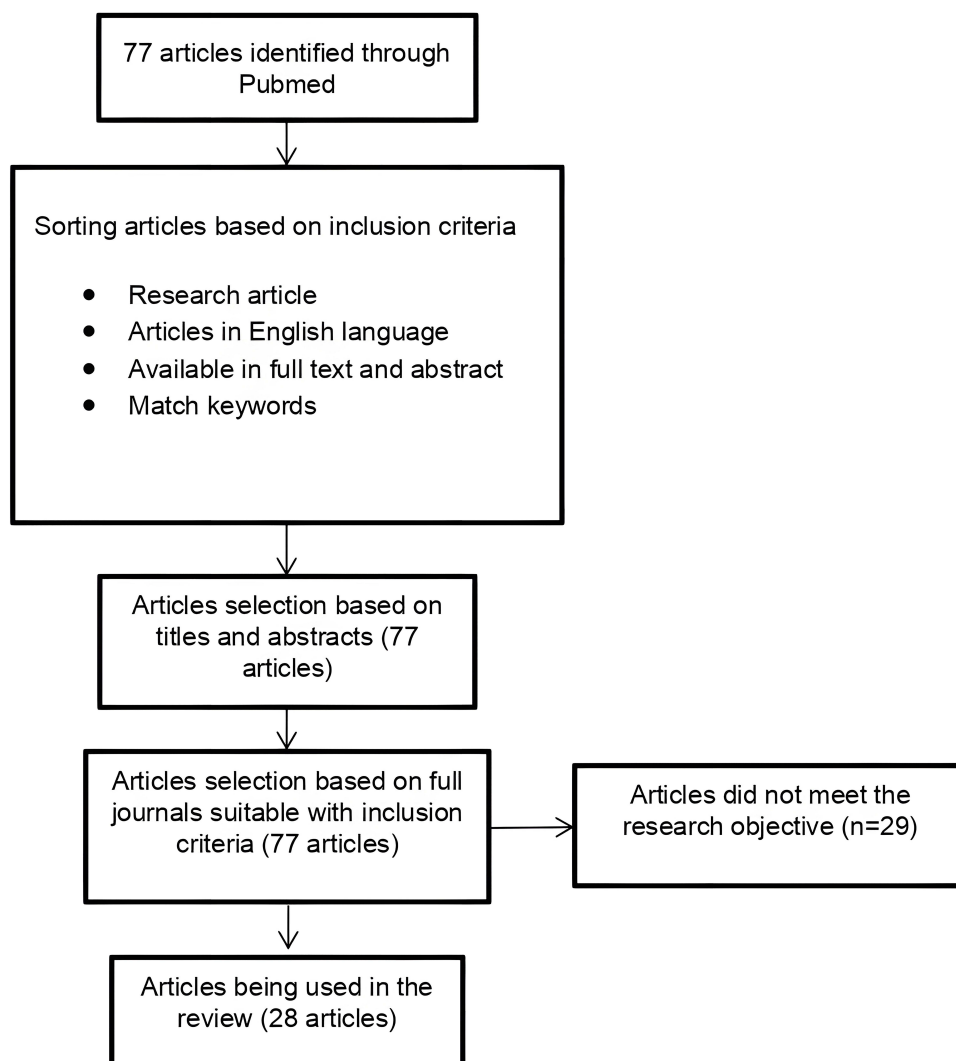 77 articles identified through
Pubmed
Sorting articles based on inclusion criteria
● Research article
● Articles in English language
● Available in full text and abstract
● Match keywords
Articles selection based on
titles and abstracts (77
articles)
Articles selection based on full
journals suitable with inclusion
criteria (77 articles)
Articles did not meet the
research objective (n=29)
Articles being used in the
review (28 articles)